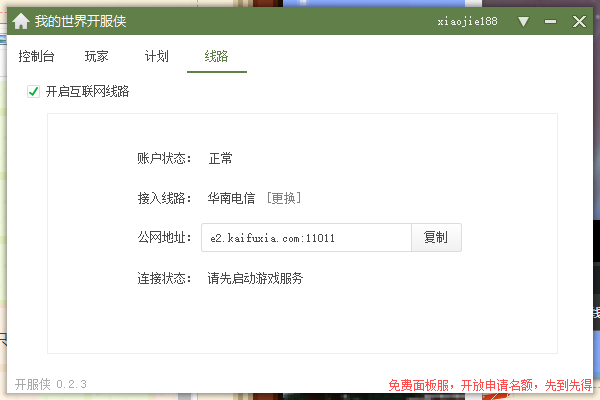 我的世界开服侠 xiaojie188
控制台 玩家 计划 线路
开启互联网线路
账户状态： 正常
接入线路： 华南电信 [更换]
公网地址： e2.kaifuxia.com:11011 复制
连接状态： 请先启动游戏服务
开服侠 0.2.3 免费面板服，开放申请名额，先到先得